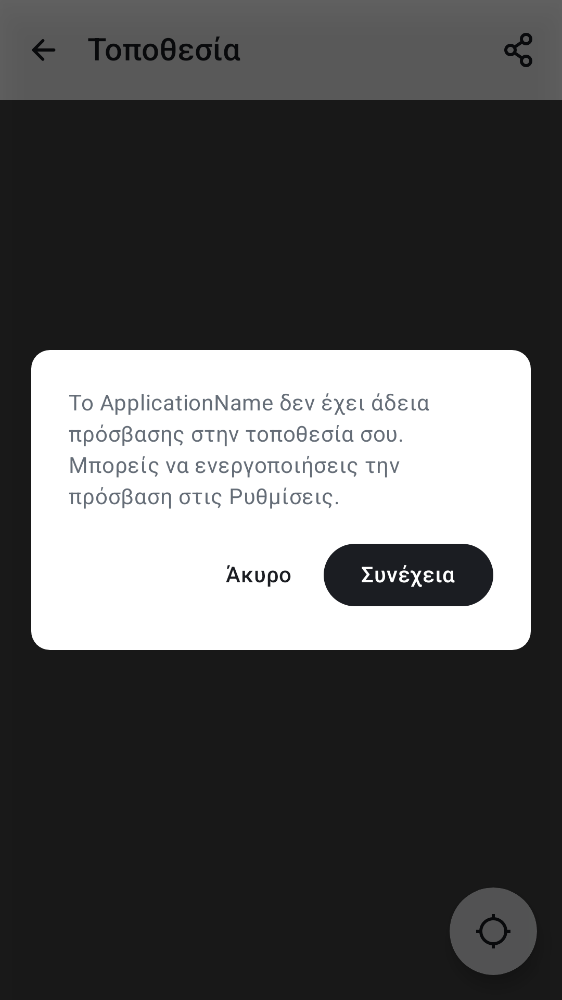 Τοποθεσία
Το ApplicationName δεν έχει άδεια
πρόσβασης στην τοποθεσία σου.
Μπορείς να ενεργοποιήσεις την
πρόσβαση στις Ρυθμίσεις.
Άκυρο
Συνέχεια